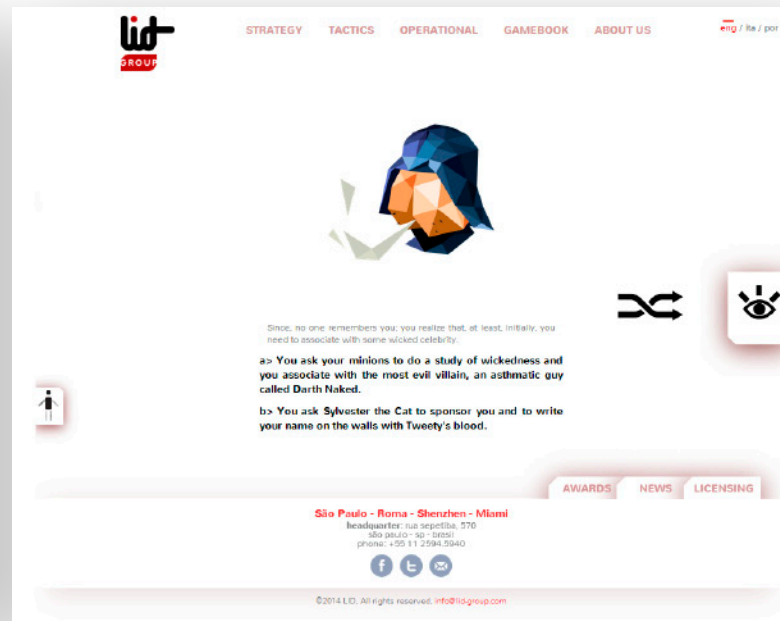 lid
GROUP
STRATEGY TACTICS OPERATIONAL GAMEBOOK ABOUT US
eng / ita / por
Since, no one remembers you; you realize that, at least, initially, you
need to associate with some wicked celebrity.
a> You ask your minions to do a study of wickedness and
you associate with the most evil villain, an asthmatic guy
called Darth Naked.
b> You ask Sylvester the Cat to sponsor you and to write
your name on the walls with Tweety's blood.
AWARDS NEWS LICENSING
São Paulo - Roma - Shenzhen - Miami
headquarter: rua sepetiba, 570
são paulo - sp - brasil
phone: +55 11 2594.5940
©2014 LID. All rights reserved. info@lid-group.com